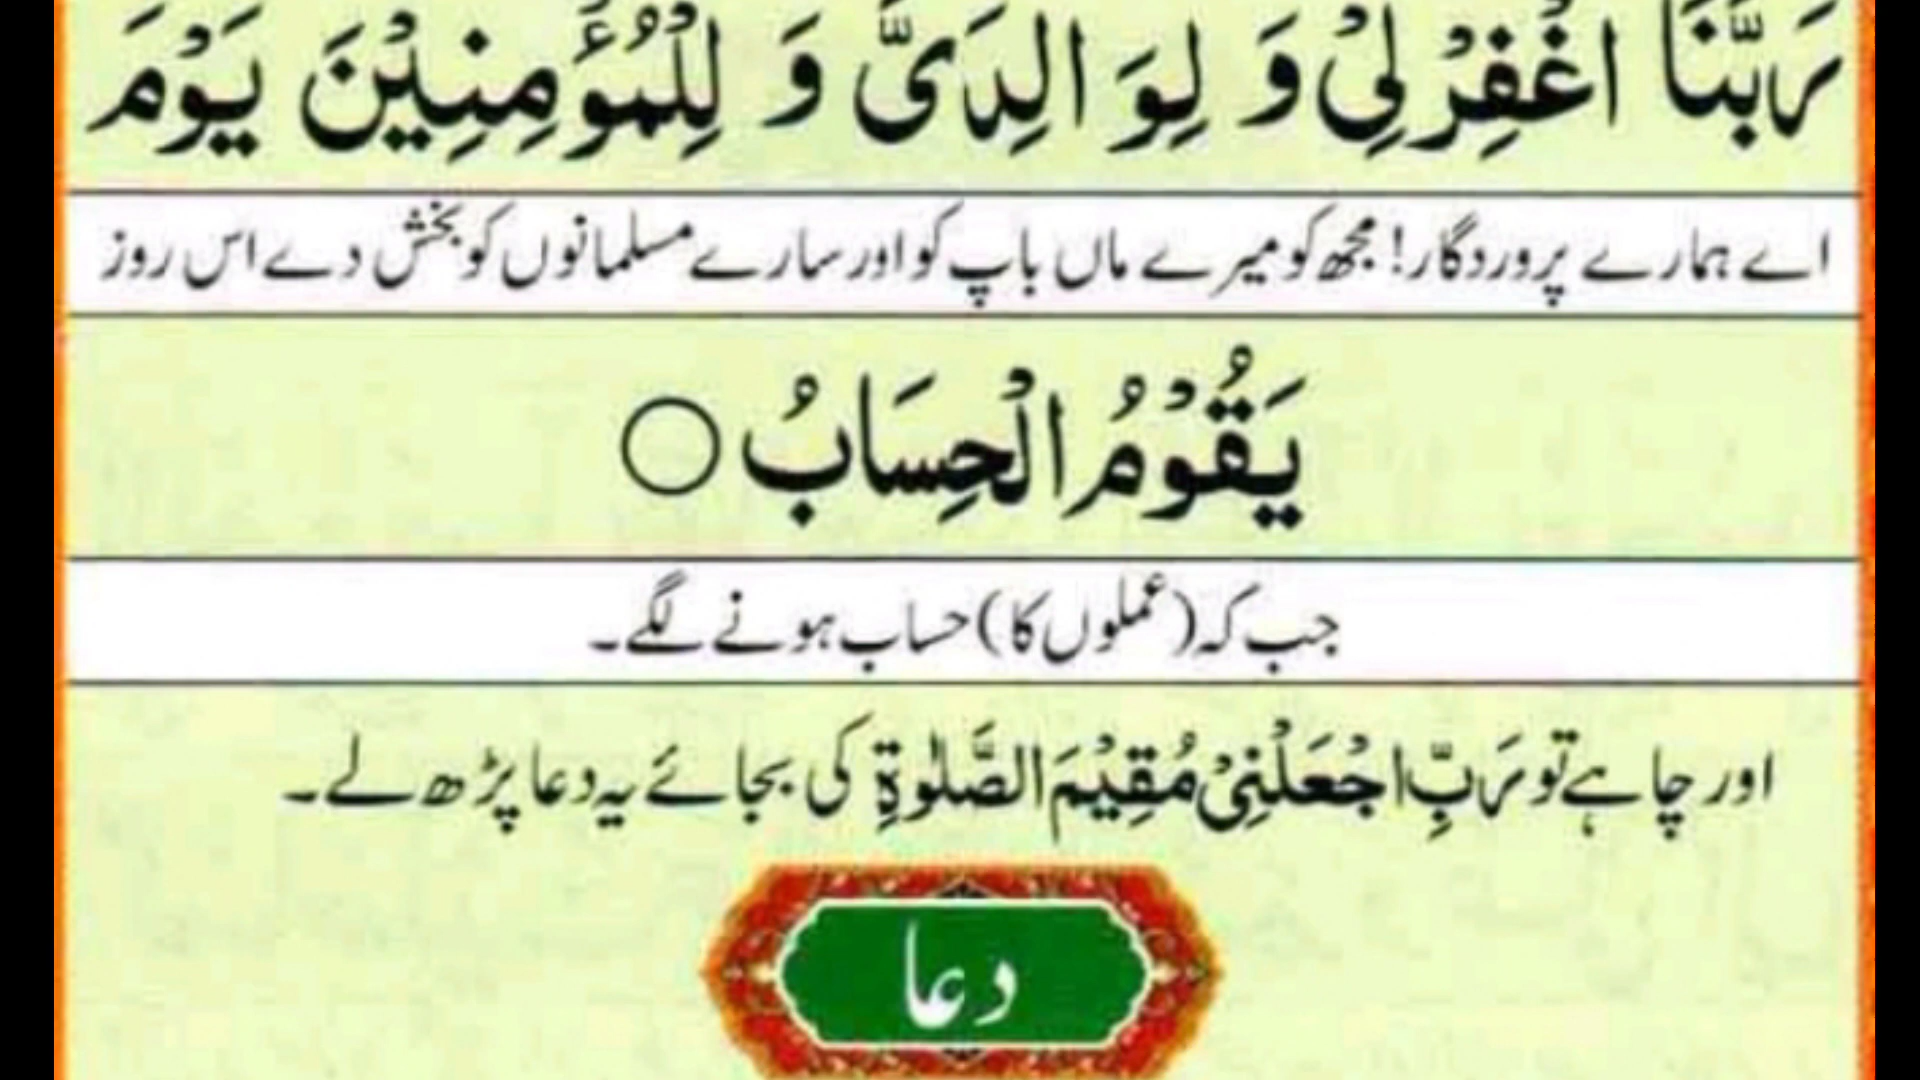 رَبَّنَا اغْفِرْ لِیْ وَ لِوَالِدَیَّ وَ لِلْمُؤْمِنِیْنَ یَوْمَ
اے ہمارے پروردگار! مجھ کو میرے ماں باپ کو اور سارے مسلمانوں کو بخش دے اس روز
یَقُوْمُ الْحِسَابُ ○
جب کہ (عملوں کا) حساب ہونے لگے۔
اور چاہے تو رَبِّ اجْعَلْنِیْ مُقِیْمَ الصَّلٰوةِ کی بجائے یہ دعا پڑھ لے۔
دعا